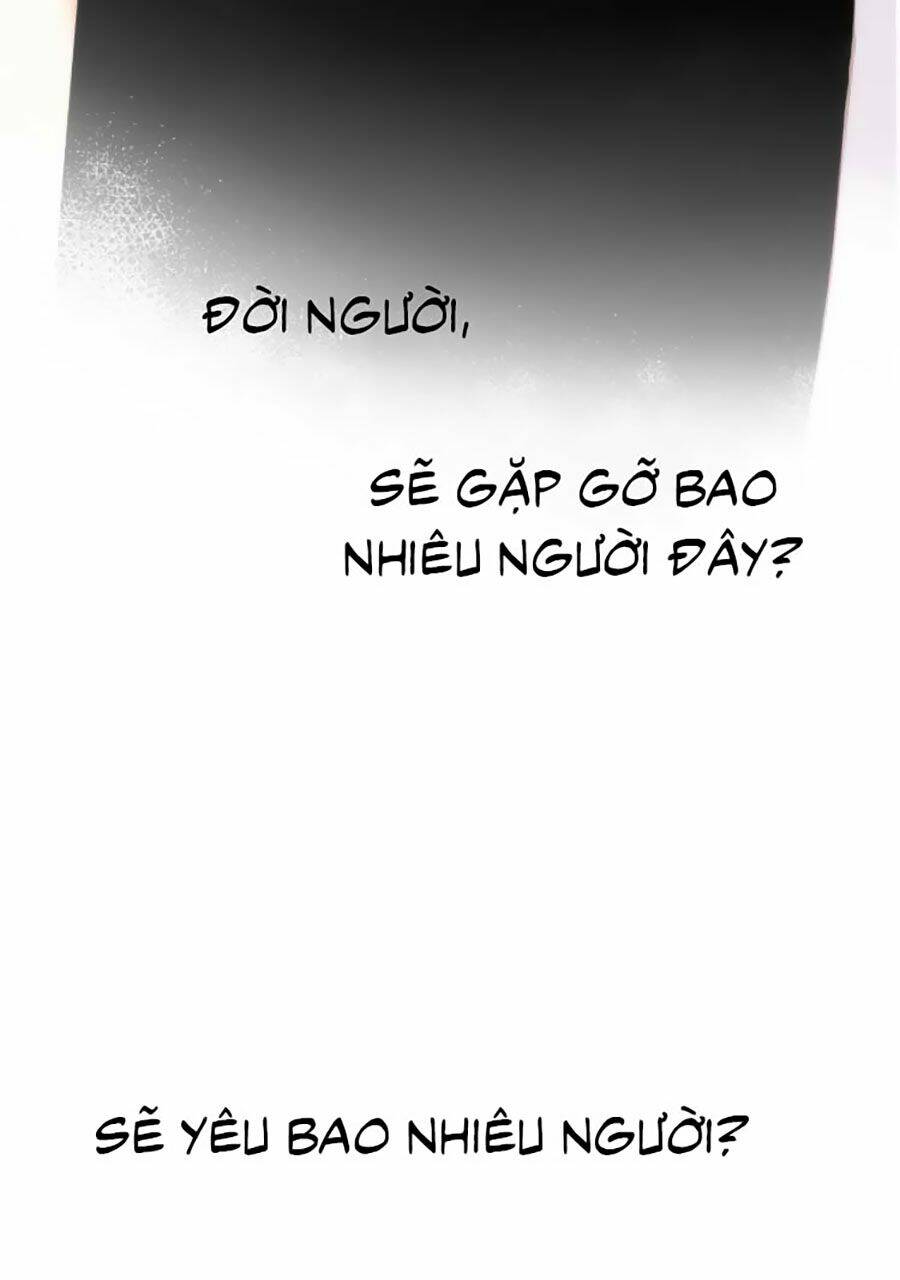 ĐỜI NGƯỜI,
SẼ GẶP GỠ BAO
NHIÊU NGƯỜI ĐÂY?
SẼ YÊU BAO NHIÊU NGƯỜI?